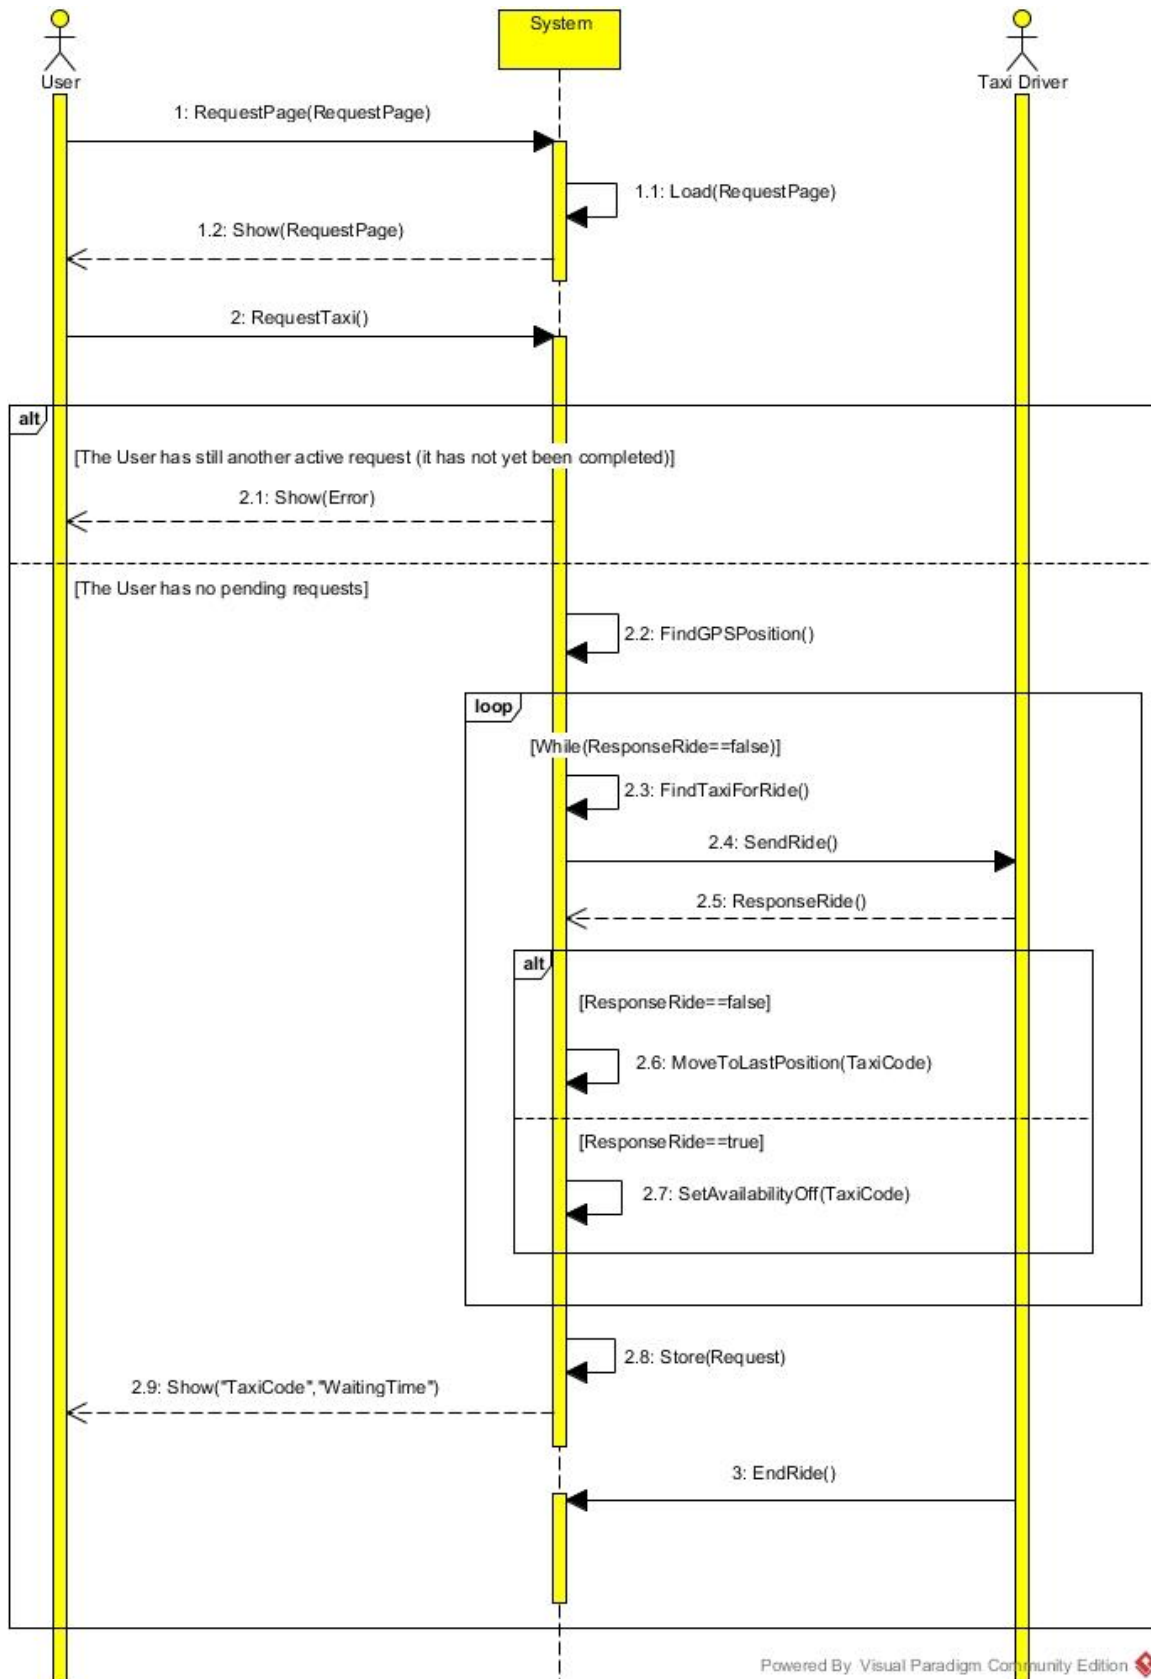 System
User
Taxi Driver
1: RequestPage(RequestPage)
1.1: Load(RequestPage)
1.2: Show(RequestPage)
2: RequestTaxi()
alt
[The User has still another active request (it has not yet been completed)]
2.1: Show(Error)
[The User has no pending requests]
2.2: FindGPSPosition()
loop
[While(ResponseRide==false)]
2.3: FindTaxiForRide()
2.4: SendRide()
2.5: ResponseRide()
alt
[ResponseRide==false]
2.6: MoveToLastPosition(TaxiCode)
[ResponseRide==true]
2.7: SetAvailabilityOff(TaxiCode)
2.8: Store(Request)
2.9: Show("TaxiCode","WaitingTime")
3: EndRide()
Powered By Visual Paradigm Community Edition